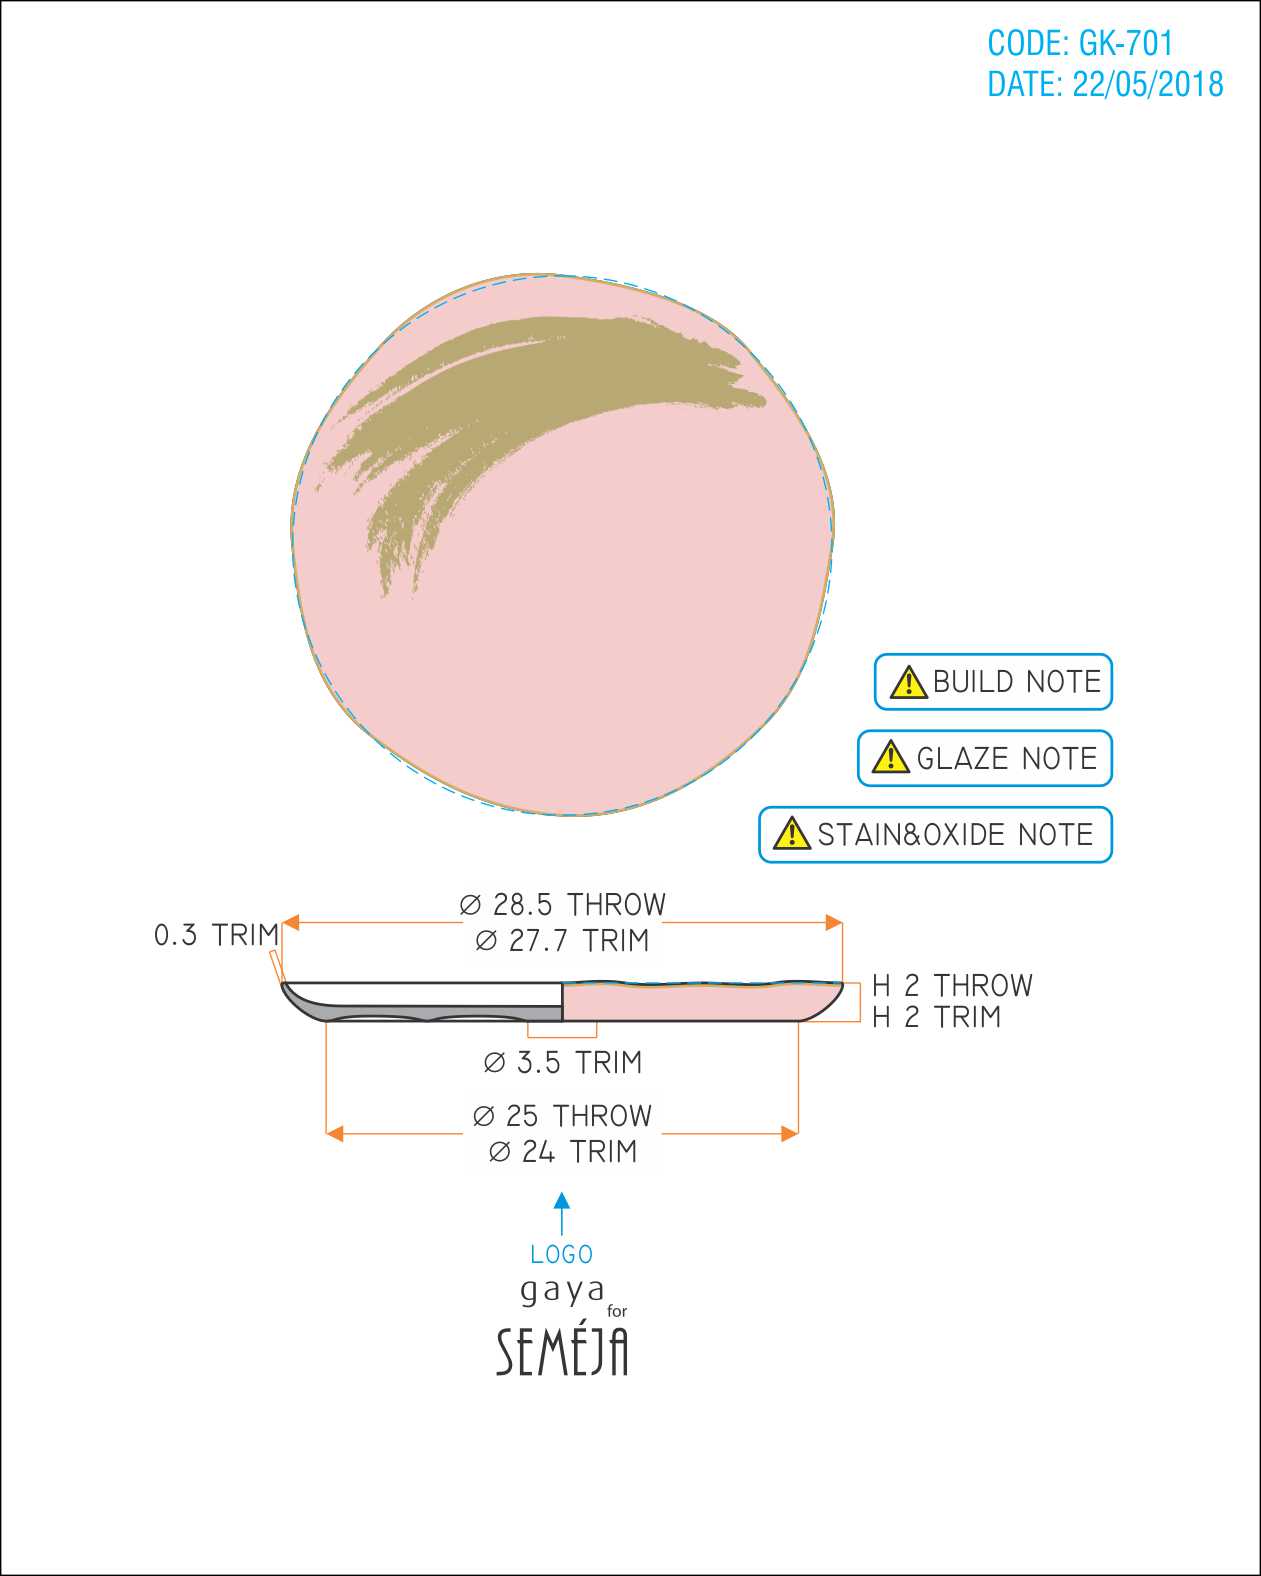 CODE: GK-701
DATE: 22/05/2018
BUILD NOTE
GLAZE NOTE
STAIN&OXIDE NOTE
Ø 28.5 THROW
Ø 27.7 TRIM
0.3 TRIM
H 2 THROW
H 2 TRIM
Ø 3.5 TRIM
Ø 25 THROW
Ø 24 TRIM
LOGO
gaya
for
SEMÉJA